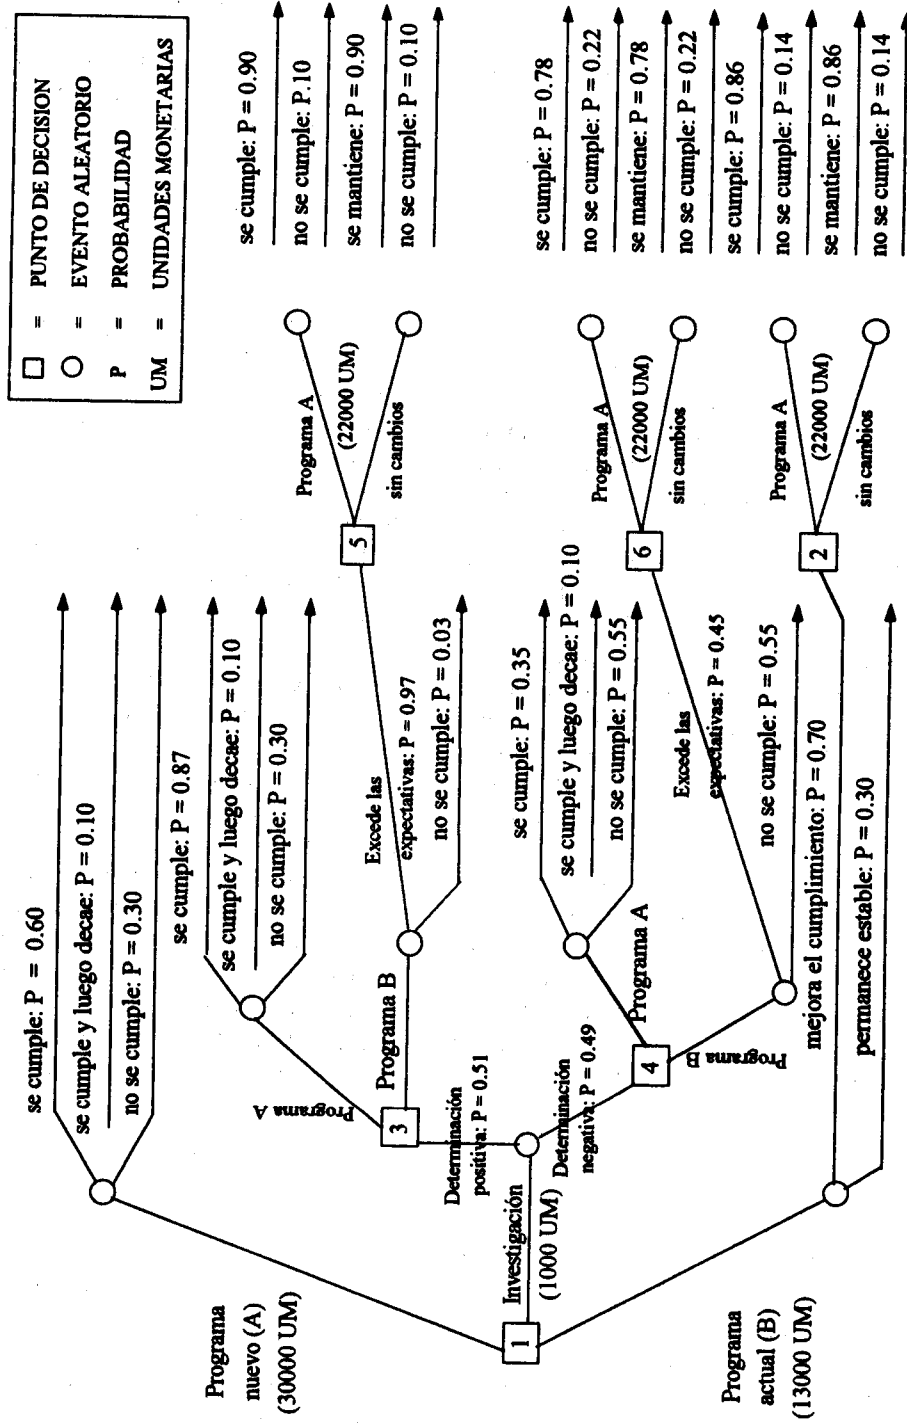 □ = PUNTO DE DECISION
○ = EVENTO ALEATORIO
P = PROBABILIDAD
UM = UNIDADES MONETARIAS
Programa
nuevo (A)
(30000 UM)
se cumple: P = 0.60
se cumple y luego decae: P = 0.10
no se cumple: P = 0.30
1
Investigación
(1000 UM)
Determinación
positiva: P = 0.51
3
Programa A
se cumple: P = 0.87
se cumple y luego decae: P = 0.10
no se cumple: P = 0.30
Programa B
Excede las
expectativas: P = 0.97
no se cumple: P = 0.03
5
Programa A
(22000 UM)
sin cambios
se cumple: P = 0.90
no se cumple: P.10
se mantiene: P = 0.90
no se cumple: P = 0.10
Determinación
negativa: P = 0.49
4
Programa A
se cumple: P = 0.35
se cumple y luego decae: P = 0.10
no se cumple: P = 0.55
Programa B
Excede las
expectativas: P = 0.45
no se cumple: P = 0.55
6
Programa A
(22000 UM)
sin cambios
se cumple: P = 0.78
no se cumple: P = 0.22
se mantiene: P = 0.78
no se cumple: P = 0.22
Programa
actual (B)
(13000 UM)
mejora el cumplimiento: P = 0.70
permanece estable: P = 0.30
2
Programa A
(22000 UM)
sin cambios
se cumple: P = 0.86
no se cumple: P = 0.14
se mantiene: P = 0.86
no se cumple: P = 0.14